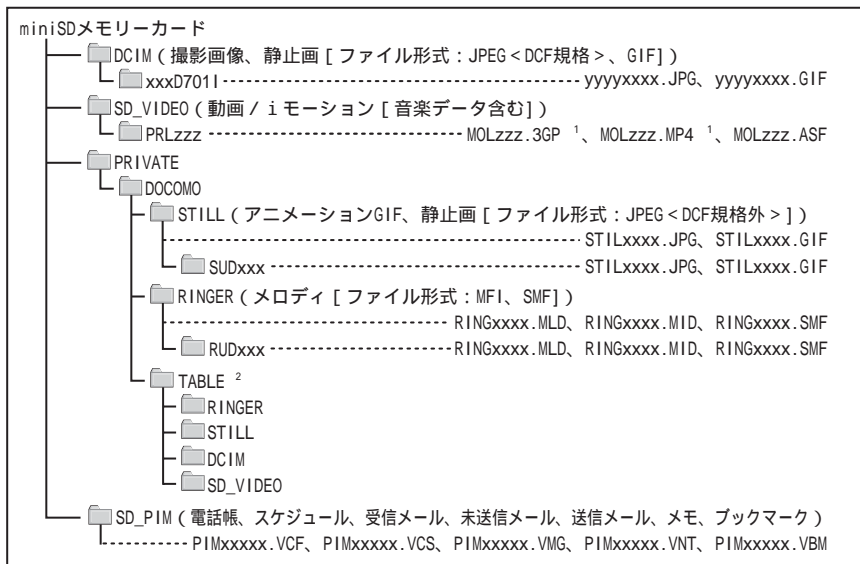 miniSDメモリーカード
DCIM(撮影画像、静止画[ファイル形式:JPEG<DCF規格>、GIF])
xxxD701I yyyyxxxx.JPG、yyyyxxxx.GIF
SD_VIDEO(動画/iモーション[音楽データ含む])
PRLzzz MOLzzz.3GP 1、MOLzzz.MP4 1、MOLzzz.ASF
PRIVATE
DOCOMO
STILL(アニメーションGIF、静止画[ファイル形式:JPEG<DCF規格外>])
STILxxxx.JPG、STILxxxx.GIF
SUDxxx STILxxxx.JPG、STILxxxx.GIF
RINGER(メロディ[ファイル形式:MFI、SMF])
RINGxxxx.MLD、RINGxxxx.MID、RINGxxxx.SMF
RUDxxx RINGxxxx.MLD、RINGxxxx.MID、RINGxxxx.SMF
TABLE 2
RINGER
STILL
DCIM
SD_VIDEO
SD_PIM(電話帳、スケジュール、受信メール、未送信メール、送信メール、メモ、ブックマーク)
PIMxxxxx.VCF、PIMxxxxx.VCS、PIMxxxxx.VMG、PIMxxxxx.VNT、PIMxxxxx.VBM